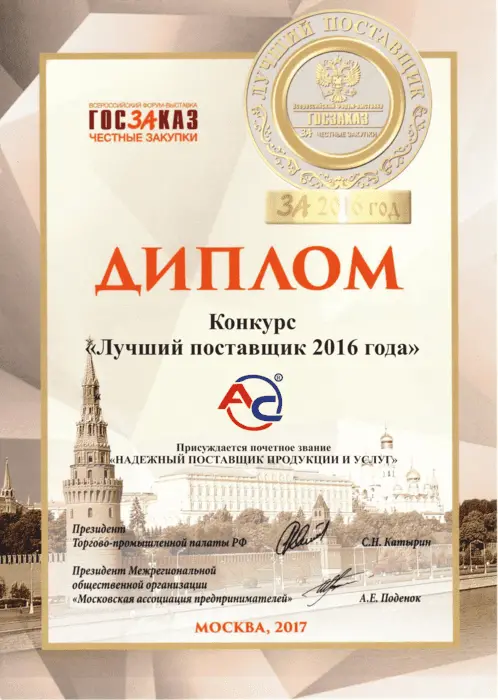 ВСЕРОССИЙСКИЙ ФОРУМ-ВЫСТАВКА
ГОСЗАКАЗ
ЧЕСТНЫЕ ЗАКУПКИ
ЛУЧШИЙ ПОСТАВЩИК
Всероссийский Форум-выставка
ГОСЗАКАЗ
ЗА ЧЕСТНЫЕ ЗАКУПКИ
ЗА 2016 ГОД
ДИПЛОМ
Конкурс
«Лучший поставщик 2016 года»
АС®
Присуждается почетное звание
«НАДЕЖНЫЙ ПОСТАВЩИК ПРОДУКЦИИ И УСЛУГ»
Президент
Торгово-промышленной палаты РФ
С.Н. Катырин
Президент Межрегиональной
общественной организации
«Московская ассоциация предпринимателей»
А.Е. Поденок
МОСКВА, 2017